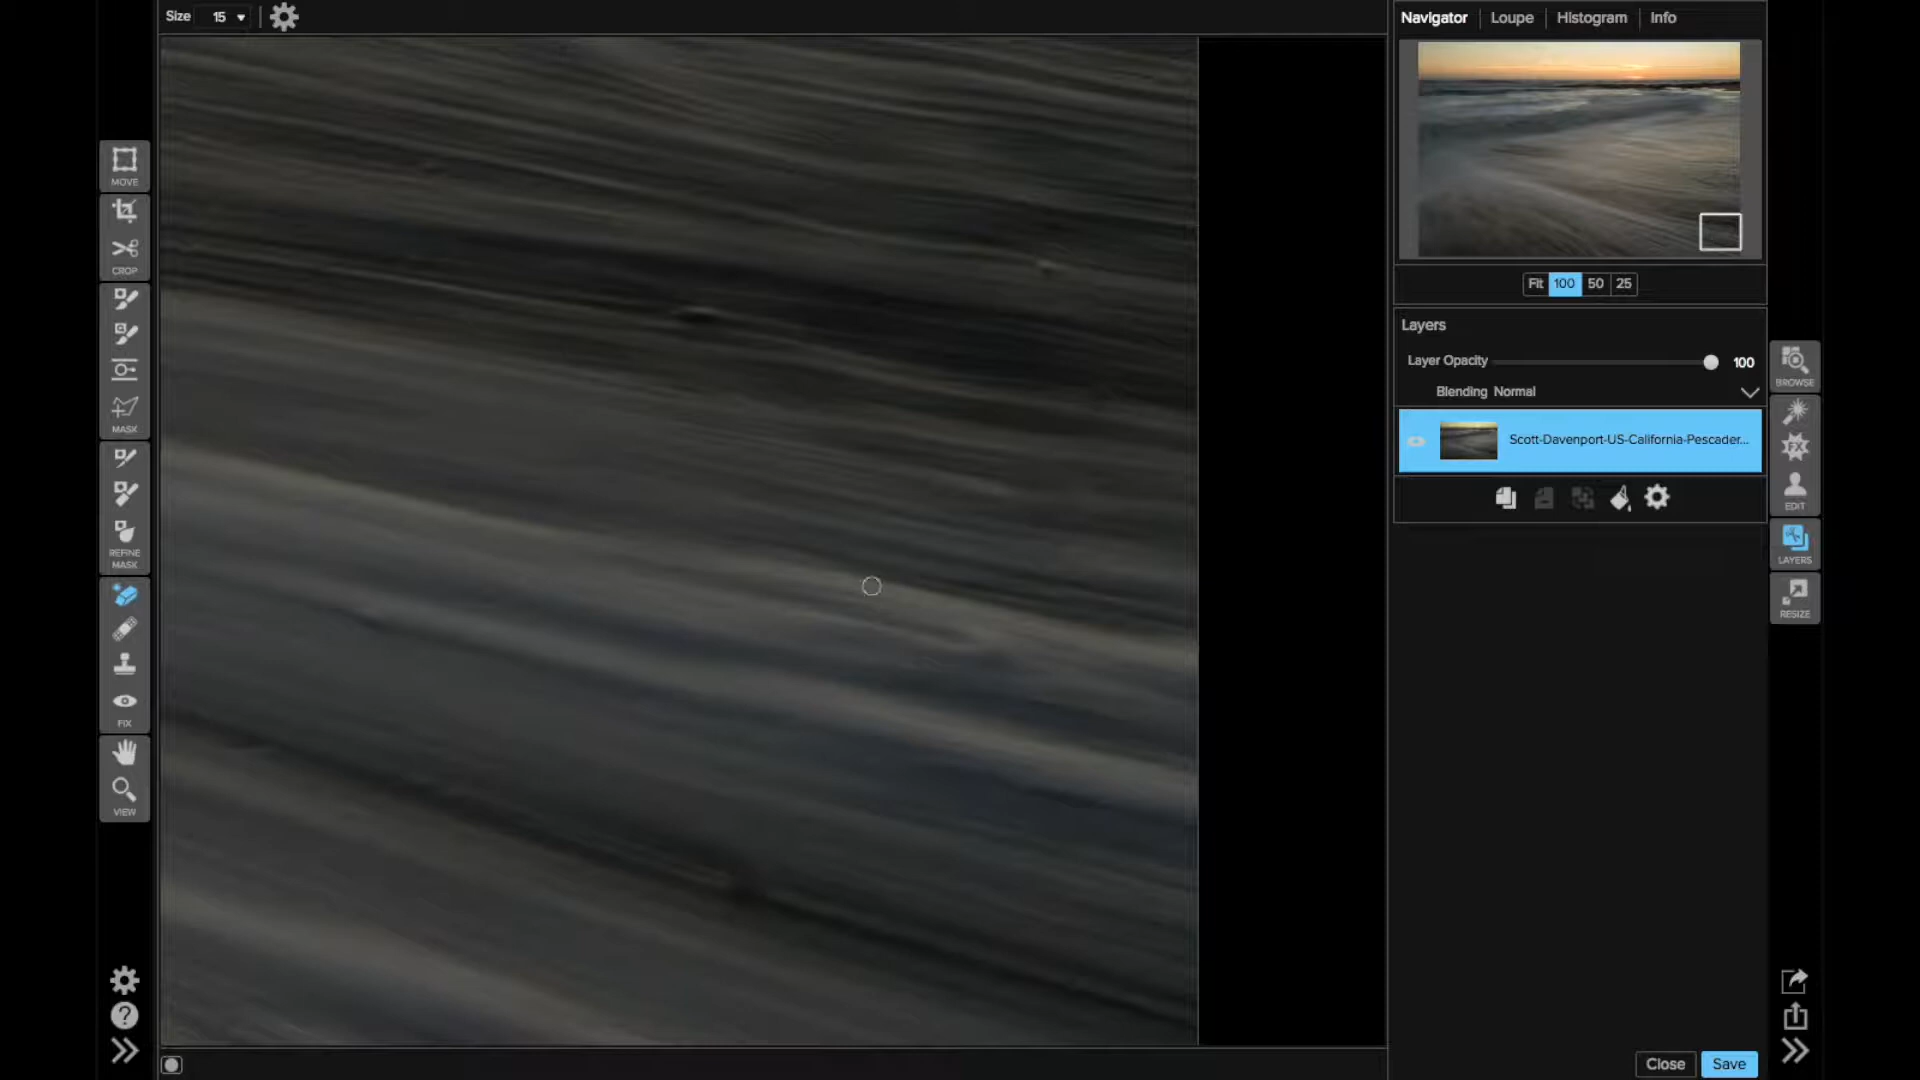 Size 15
Navigator Loupe Histogram Info
MOVE
CROP
MASK
REFINE
MASK
FIX
VIEW
Fit 100 50 25
Layers
Layer Opacity 100
Blending Normal
Scott-Davenport-US-California-Pescader...
BROWSE
FX
EDIT
LAYERS
RESIZE
?
Close Save